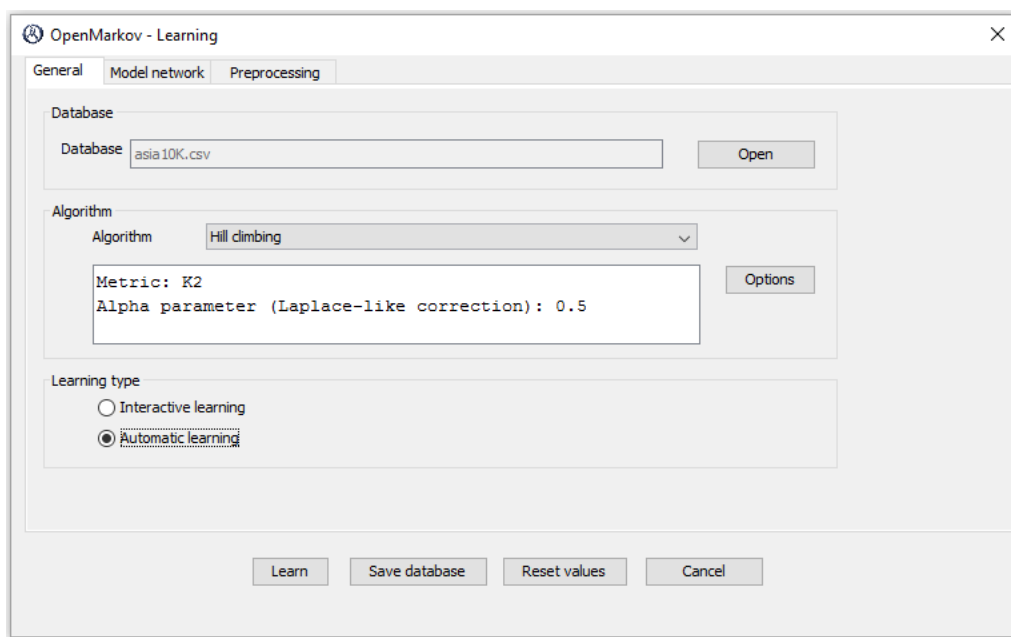 OpenMarkov - Learning
General Model network Preprocessing
Database
Database asia10K.csv Open
Algorithm
Algorithm Hill climbing
Metric: K2
Alpha parameter (Laplace-like correction): 0.5
Options
Learning type
Interactive learning
Automatic learning
Learn Save database Reset values Cancel